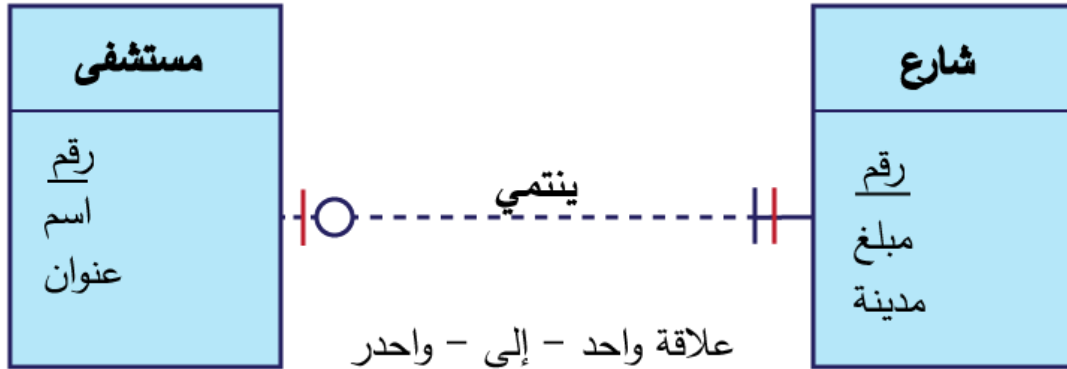 شارع
رقم
مبلغ
مدينة
ينتمي
مستشفى
رقم
اسم
عنوان
علاقة واحد - إلى - واحدر